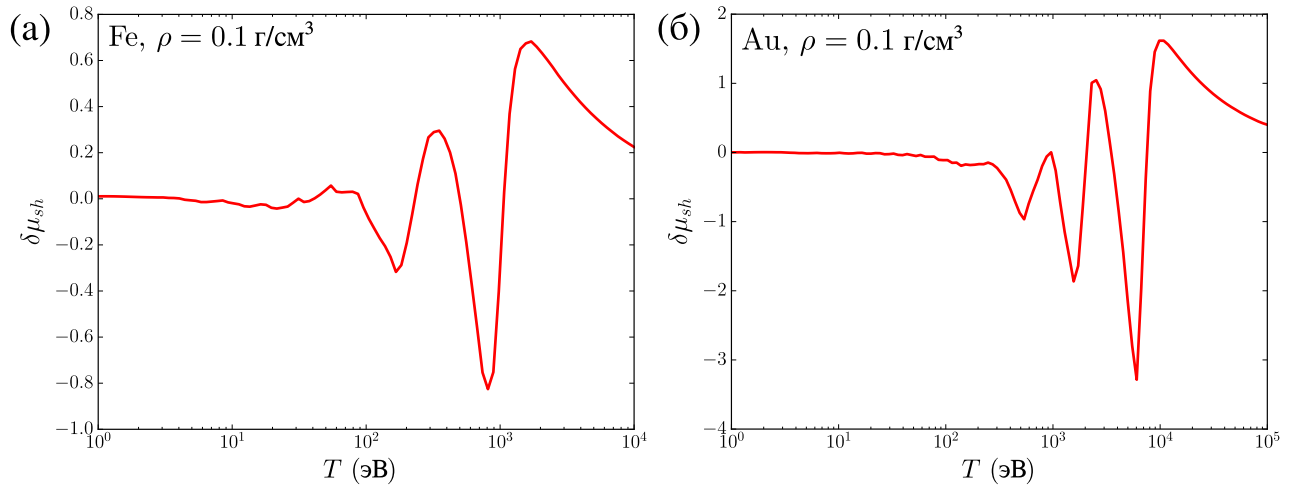 (а)
Fe, ρ = 0.1 г/см³
0.8
0.6
0.4
0.2
0.0
−0.2
−0.4
−0.6
−0.8
−1.0
δμ_sh
10⁰ 10¹ 10² 10³ 10⁴
T (эВ)
(б)
Au, ρ = 0.1 г/см³
2
1
0
−1
−2
−3
−4
δμ_sh
10⁰ 10¹ 10² 10³ 10⁴ 10⁵
T (эВ)